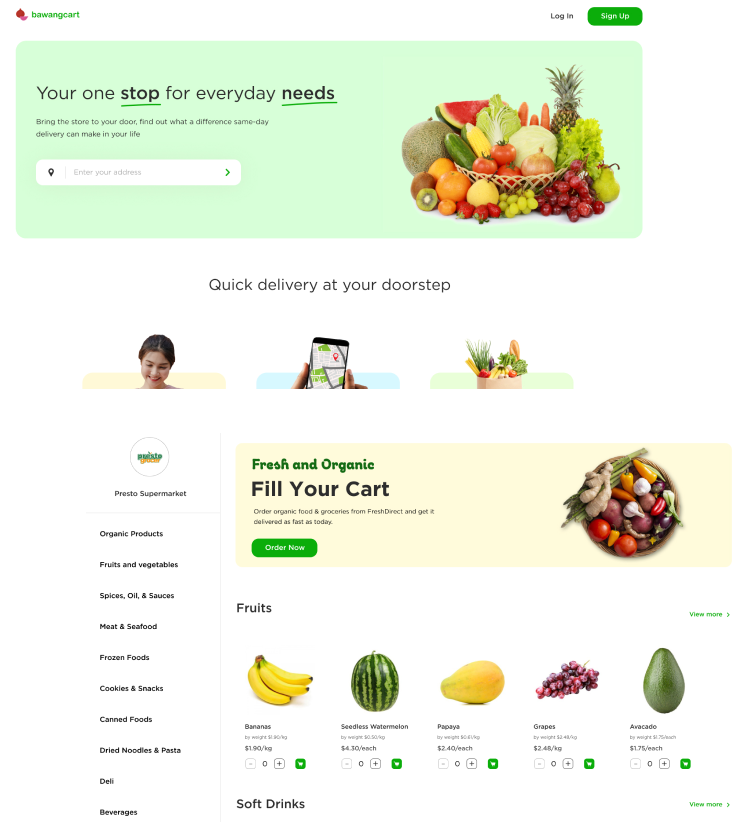 bawangcart
Log In
Sign Up
Your one stop for everyday needs
Bring the store to your door, find out what a difference same-day
delivery can make in your life
Enter your address
Quick delivery at your doorstep
presto
Presto Supermarket
Organic Products
Fruits and vegetables
Spices, Oil, & Sauces
Meat & Seafood
Frozen Foods
Cookies & Snacks
Canned Foods
Dried Noodles & Pasta
Deli
Beverages
Fresh and Organic
Fill Your Cart
Order organic food & groceries from FreshDirect and get it
delivered as fast as today.
Order Now
Fruits
View more
Bananas
by weight $1.90/kg
$1.90/kg
0
Seedless Watermelon
by weight $0.50/kg
$4.30/each
0
Papaya
by weight $0.81/kg
$2.40/each
0
Grapes
by weight $2.48/kg
$2.48/kg
0
Avacado
by weight $1.75/each
$1.75/each
0
Soft Drinks
View more